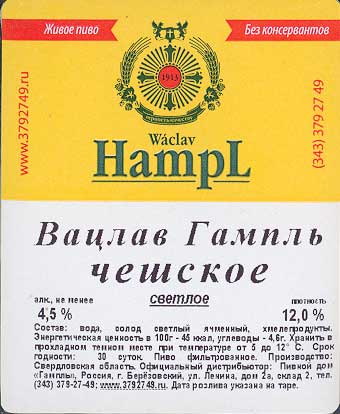 Живое пиво
Без консервантов
www.3792749.ru
(343) 379 27 49
1913
Wáclav
HampL
Вацлав Гампль
чешское
светлое
алк., не менее
4,5 %
плотность
12,0 %
Состав: вода, солод светлый ячменный, хмелепродукты.
Энергетическая ценность в 100г - 45 ккал, углеводы - 4,6г. Хранить в
прохладном темном месте при температуре от 5 до 12° С. Срок
годности: 30 суток. Пиво фильтрованное. Производство:
Свердловская область. Официальный дистрибьютор: Пивной дом
«Гампль», Россия, г. Берёзовский, ул. Ленина, дом 2а, склад 2, тел.
(343) 379-27-49; www.3792749.ru. Дата розлива указана на таре.